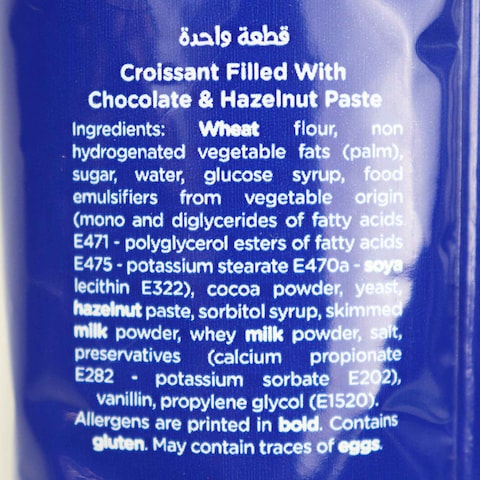 قطعة واحدة
Croissant Filled With
Chocolate & Hazelnut Paste
Ingredients: Wheat flour, non
hydrogenated vegetable fats (palm),
sugar, water, glucose syrup, food
emulsifiers from vegetable origin
(mono and diglycerides of fatty acids
E471 - polyglycerol esters of fatty acids
E475 - potassium stearate E470a - soya
lecithin E322), cocoa powder, yeast,
hazelnut paste, sorbitol syrup, skimmed
milk powder, whey milk powder, salt,
preservatives (calcium propionate
E282 - potassium sorbate E202),
vanillin, propylene glycol (E1520).
Allergens are printed in bold. Contains
gluten. May contain traces of eggs.